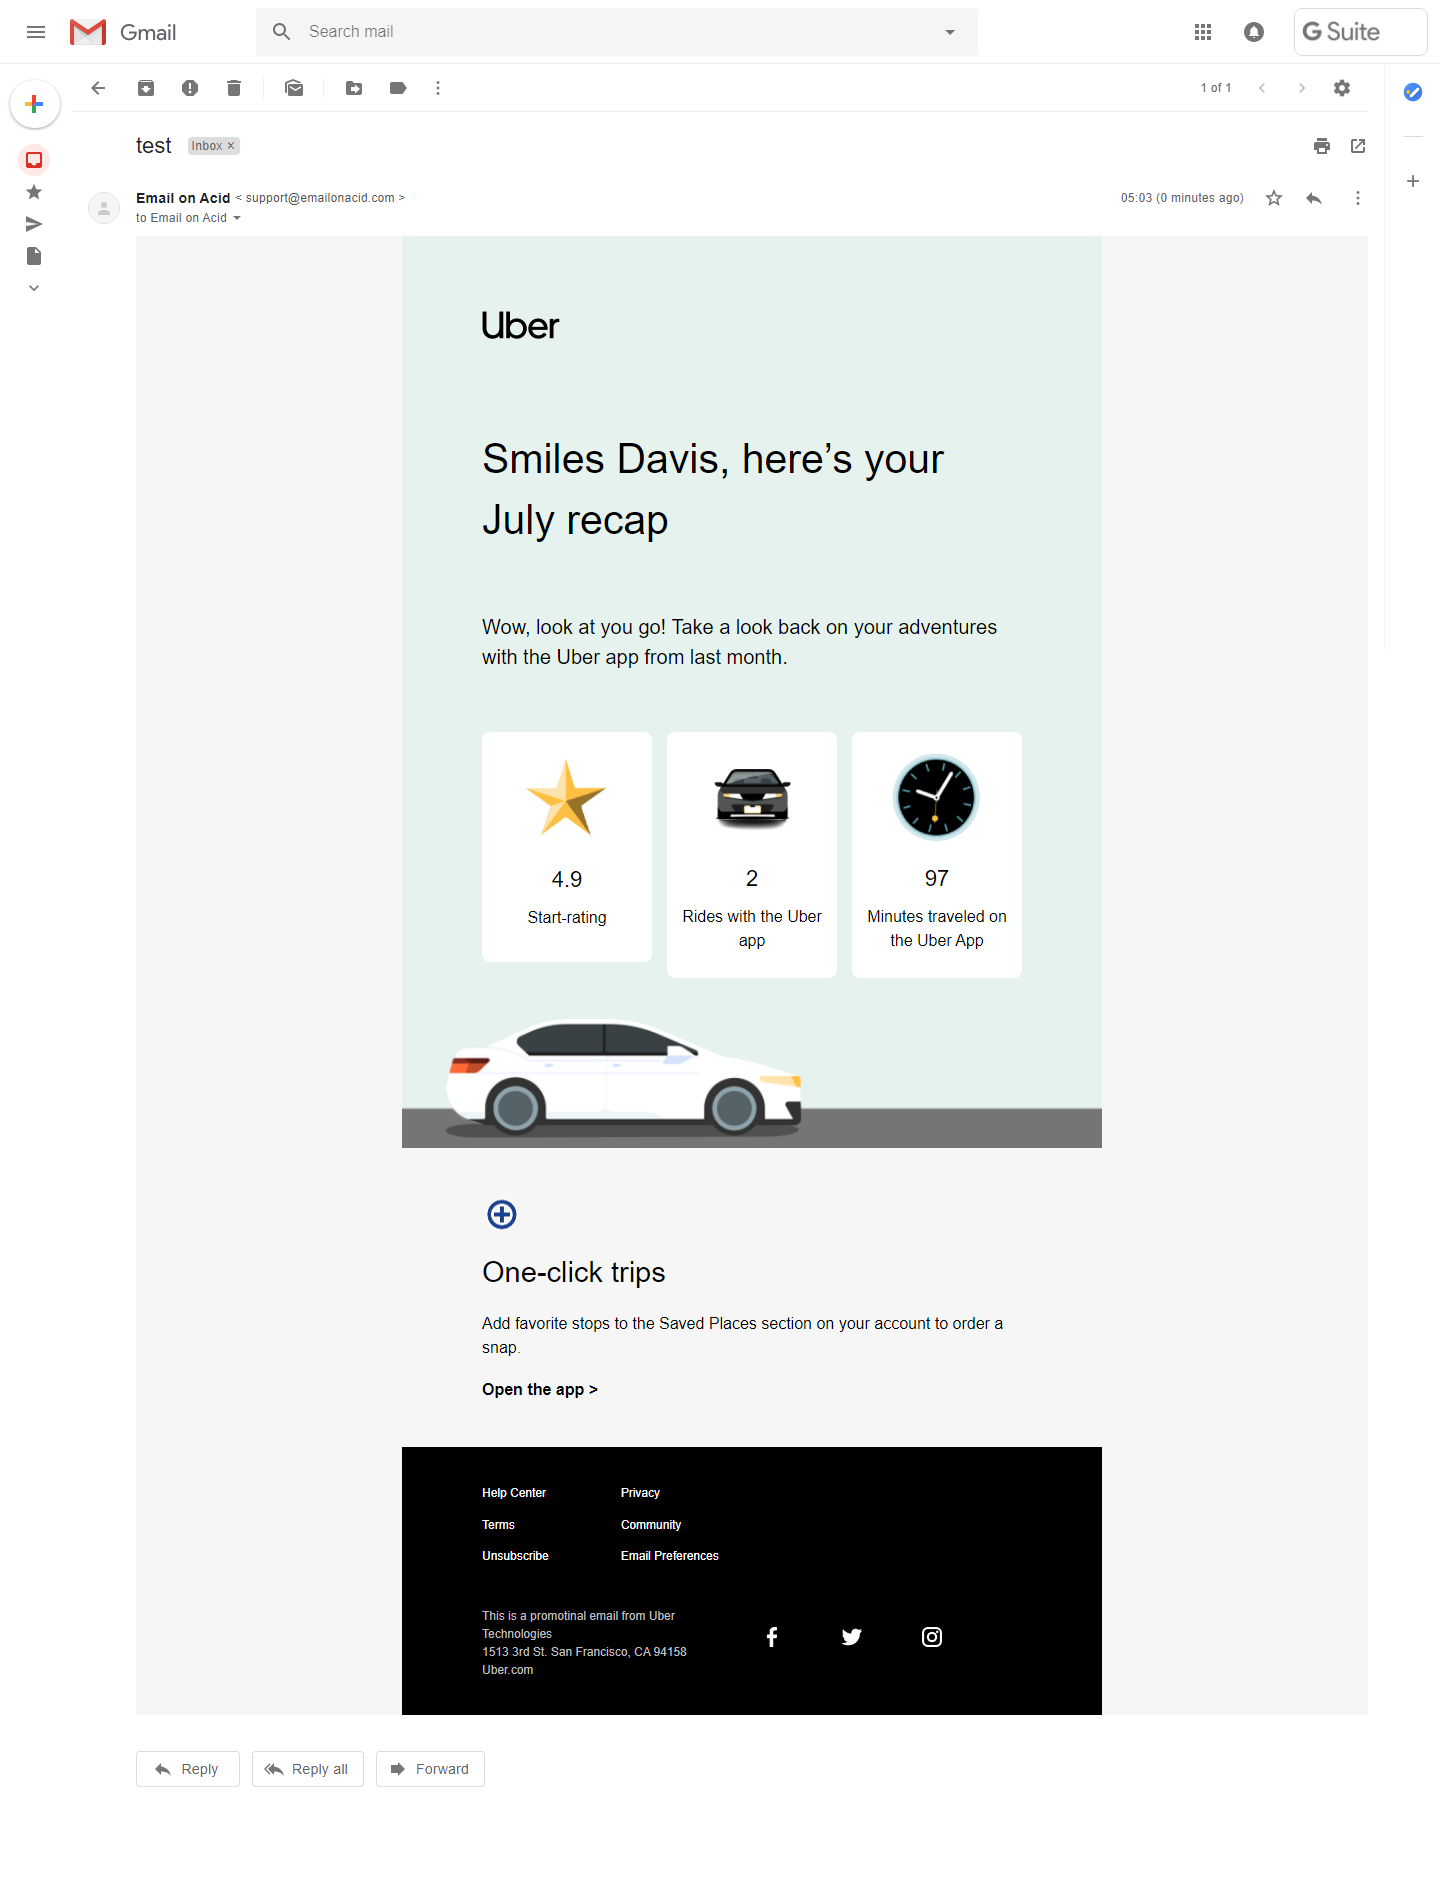 Gmail
Search mail
G Suite
1 of 1
test
Inbox ×
Email on Acid < support@emailonacid.com >
05:03 (0 minutes ago)
to Email on Acid
Uber
Smiles Davis, here’s your
July recap
Wow, look at you go! Take a look back on your adventures
with the Uber app from last month.
4.9
Start-rating
2
Rides with the Uber
app
97
Minutes traveled on
the Uber App
One-click trips
Add favorite stops to the Saved Places section on your account to order a
snap.
Open the app >
Help Center
Privacy
Terms
Community
Unsubscribe
Email Preferences
This is a promotinal email from Uber
Technologies
1513 3rd St. San Francisco, CA 94158
Uber.com
Reply
Reply all
Forward